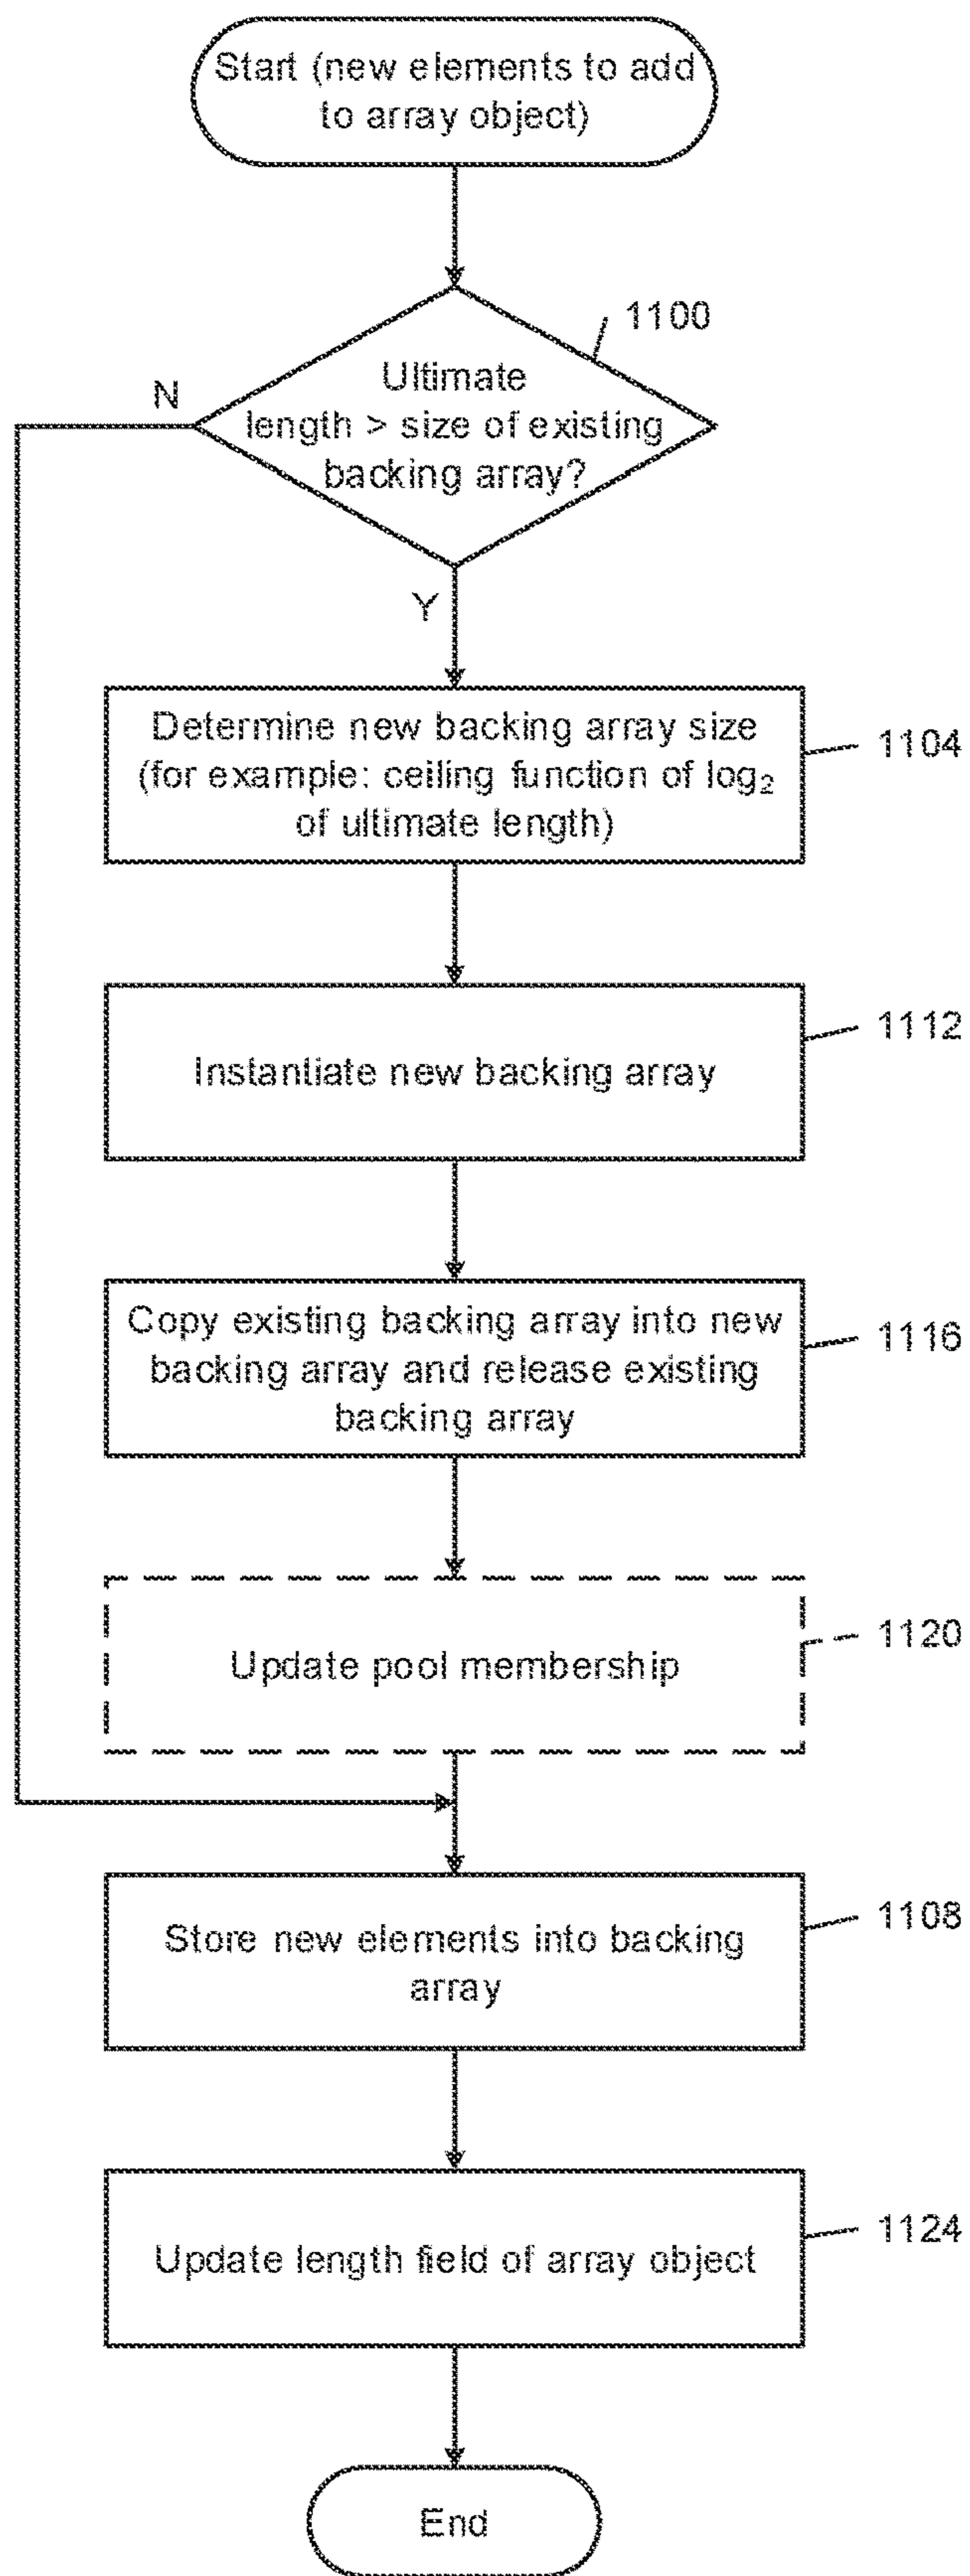 Start (new elements to add
to array object)
1100
Ultimate
length > size of existing
backing array?
N
Y
Determine new backing array size
(for example: ceiling function of log₂
of ultimate length)
1104
Instantiate new backing array
1112
Copy existing backing array into new
backing array and release existing
backing array
1116
Update pool membership
1120
Store new elements into backing
array
1108
Update length field of array object
1124
End